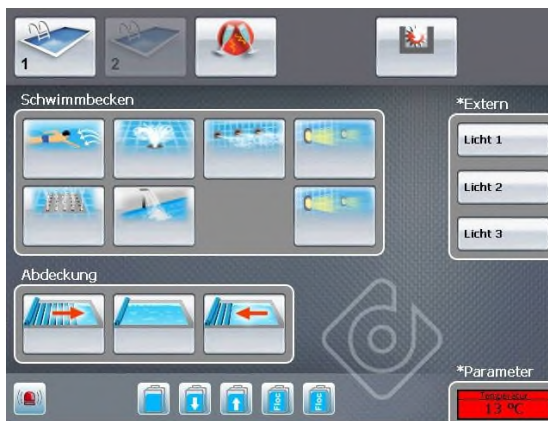 1
2
Schwimmbecken
*Extern
Licht 1
Licht 2
Licht 3
Abdeckung
*Parameter
Temperatur
13 °C
Floc
Floc